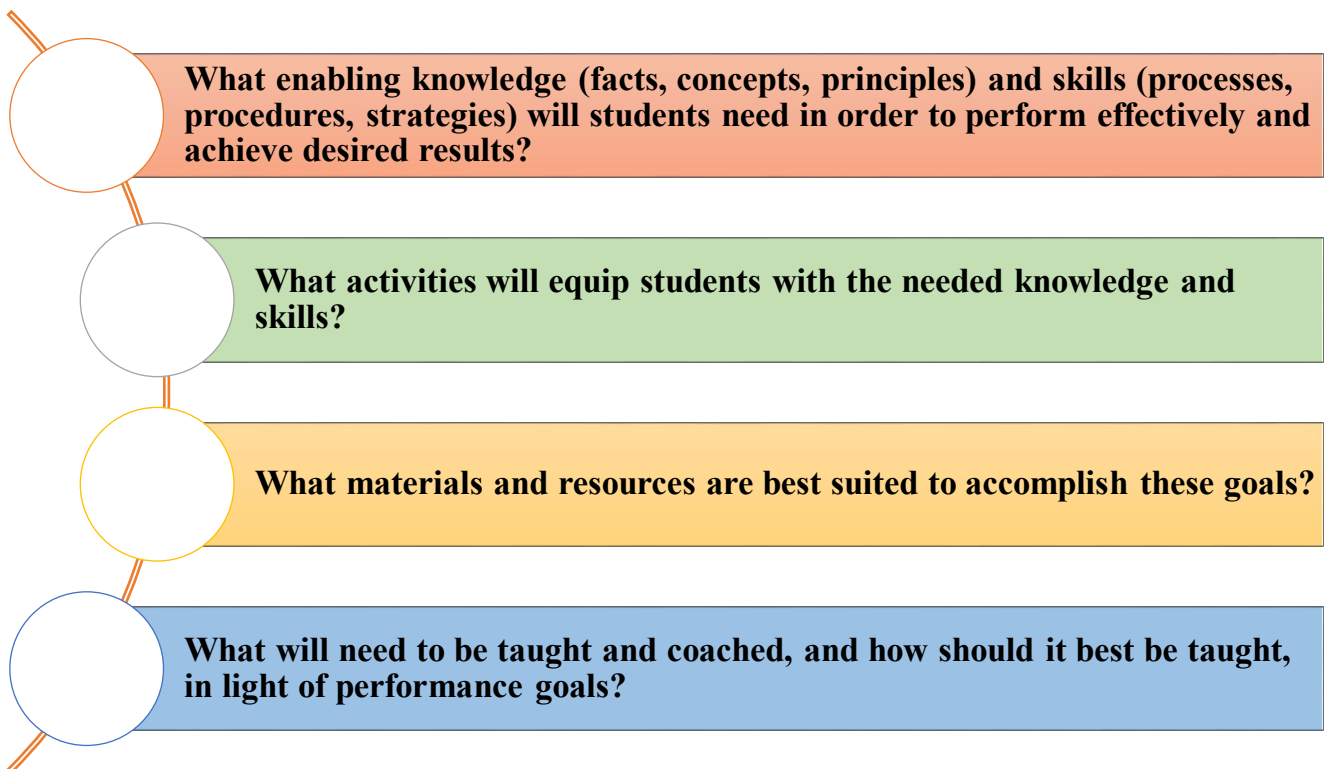 What enabling knowledge (facts, concepts, principles) and skills (processes,
procedures, strategies) will students need in order to perform effectively and
achieve desired results?
What activities will equip students with the needed knowledge and
skills?
What materials and resources are best suited to accomplish these goals?
What will need to be taught and coached, and how should it best be taught,
in light of performance goals?